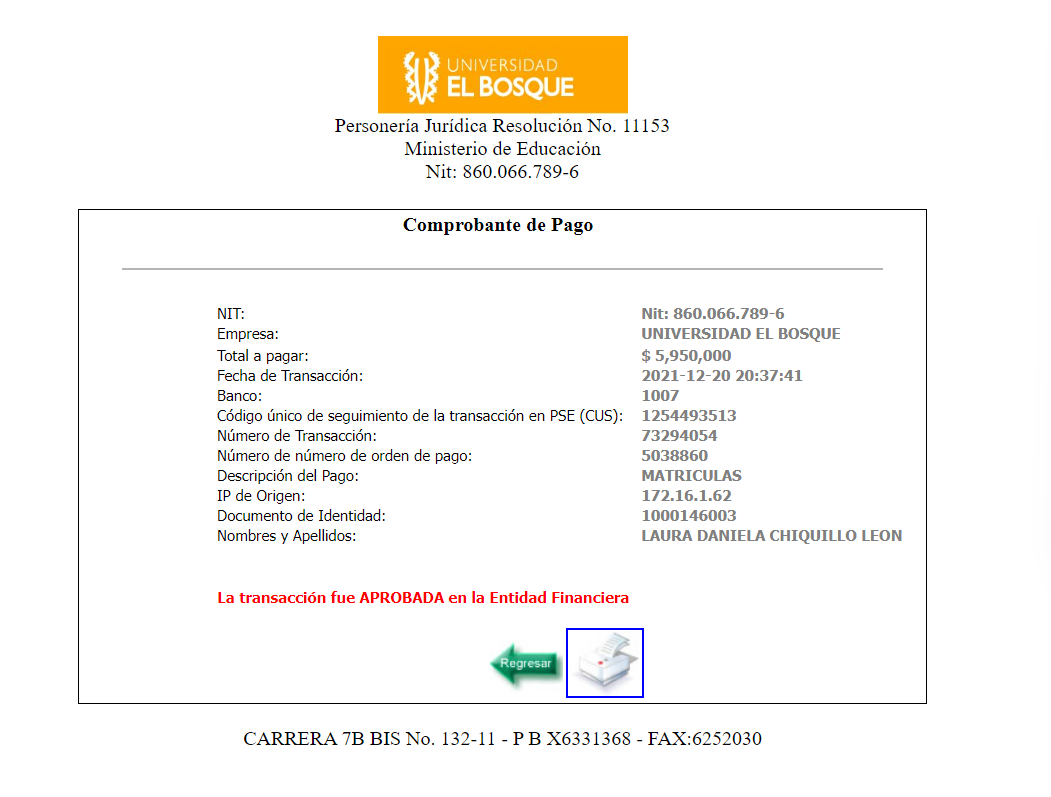 UNIVERSIDAD
EL BOSQUE
Personería Jurídica Resolución No. 11153
Ministerio de Educación
Nit: 860.066.789-6
Comprobante de Pago
NIT: Nit: 860.066.789-6
Empresa: UNIVERSIDAD EL BOSQUE
Total a pagar: $ 5,950,000
Fecha de Transacción: 2021-12-20 20:37:41
Banco: 1007
Código único de seguimiento de la transacción en PSE (CUS): 1254493513
Número de Transacción: 73294054
Número de número de orden de pago: 5038860
Descripción del Pago: MATRICULAS
IP de Origen: 172.16.1.62
Documento de Identidad: 1000146003
Nombres y Apellidos: LAURA DANIELA CHIQUILLO LEON
La transacción fue APROBADA en la Entidad Financiera
Regresar
CARRERA 7B BIS No. 132-11 - P B X6331368 - FAX:6252030